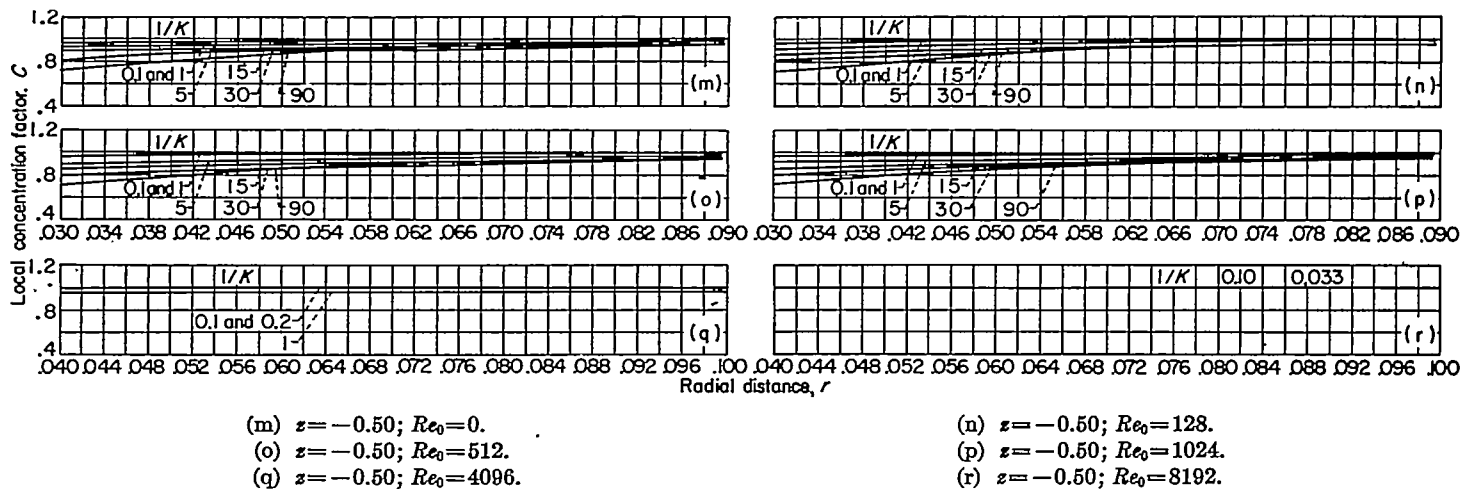 Local concentration factor, C
1.2
.8
.4
1/K
0.1 and 1
5
15
30
90
(m)
1/K
0.1 and 1
5
15
30
90
(n)
1.2
.8
.4
1/K
0.1 and 1
5
15
30
90
(o)
.030 .034 .038 .042 .046 .050 .054 .058 .062 .066 .070 .074 .078 .082 .086 .090
1/K
0.1 and 1
5
15
30
90
(p)
.030 .034 .038 .042 .046 .050 .054 .058 .062 .066 .070 .074 .078 .082 .086 .090
1.2
.8
.4
1/K
0.1 and 0.2
1
(q)
.040 .044 .048 .052 .056 .060 .064 .068 .072 .076 .080 .084 .088 .092 .096 .100
1/K 0.10 0.033
(r)
.040 .044 .048 .052 .056 .060 .064 .068 .072 .076 .080 .084 .088 .092 .096 .100
Radial distance, r
(m) z=−0.50; Re₀=0.
(n) z=−0.50; Re₀=128.
(o) z=−0.50; Re₀=512.
(p) z=−0.50; Re₀=1024.
(q) z=−0.50; Re₀=4096.
(r) z=−0.50; Re₀=8192.